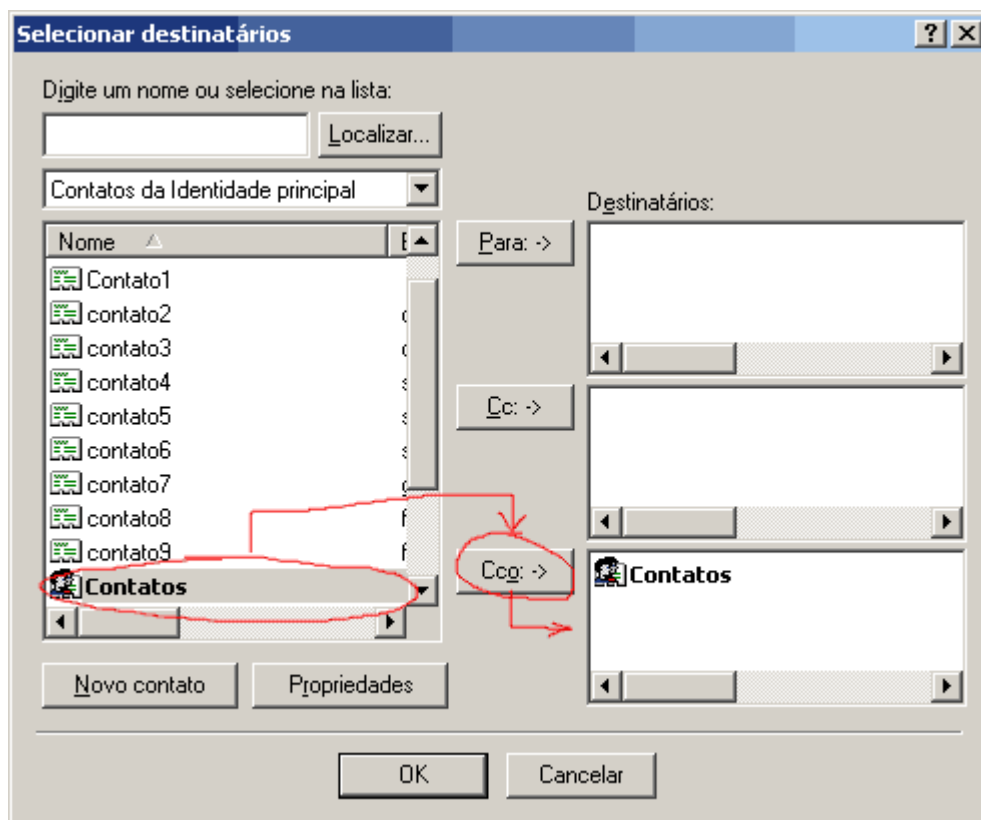 Selecionar destinatários
Digite um nome ou selecione na lista:
Localizar...
Contatos da Identidade principal
Destinatários:
Nome
Para: ->
Contato1
contato2
contato3
contato4
contato5
contato6
contato7
contato8
contato9
Contatos
Cc: ->
Cco: ->
Contatos
Novo contato
Propriedades
OK
Cancelar